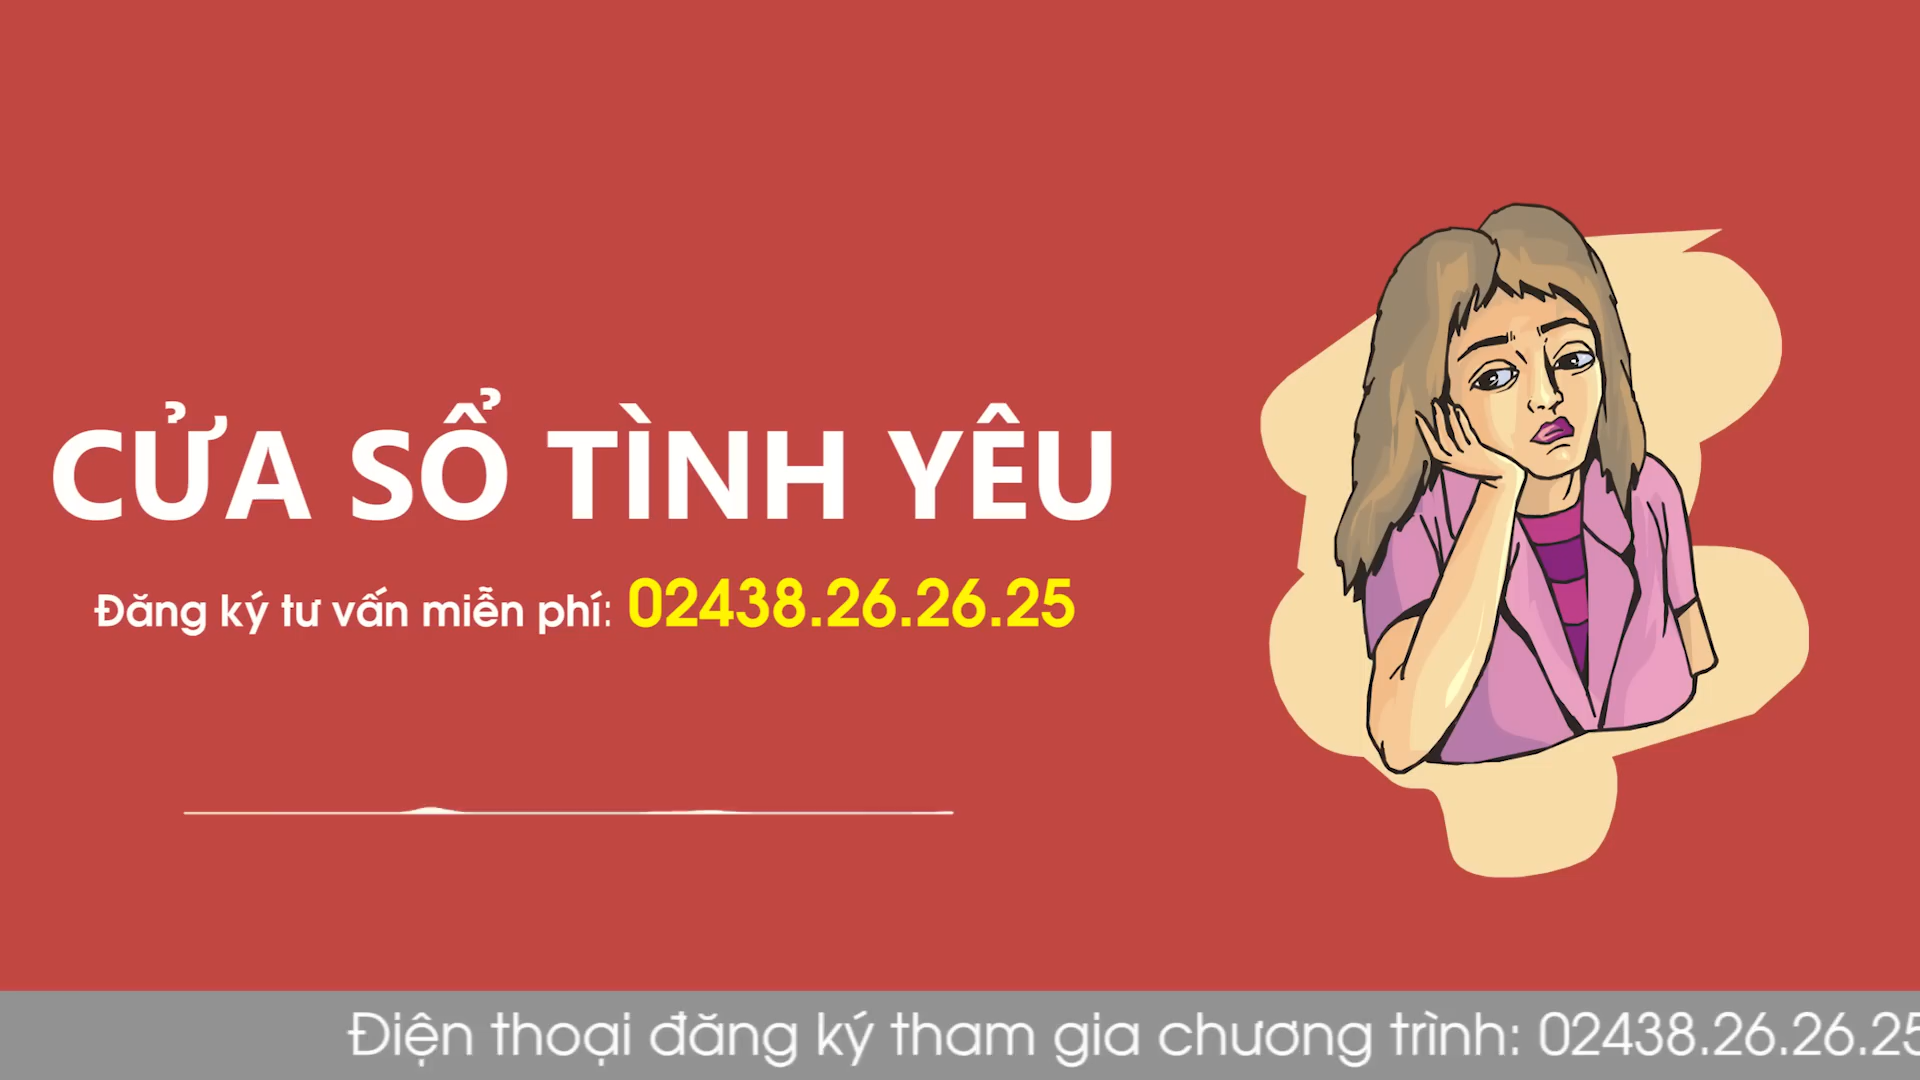 CỬA SỔ TÌNH YÊU
Đăng ký tư vấn miễn phí: 02438.26.26.25
Điện thoại đăng ký tham gia chương trình: 02438.26.26.25